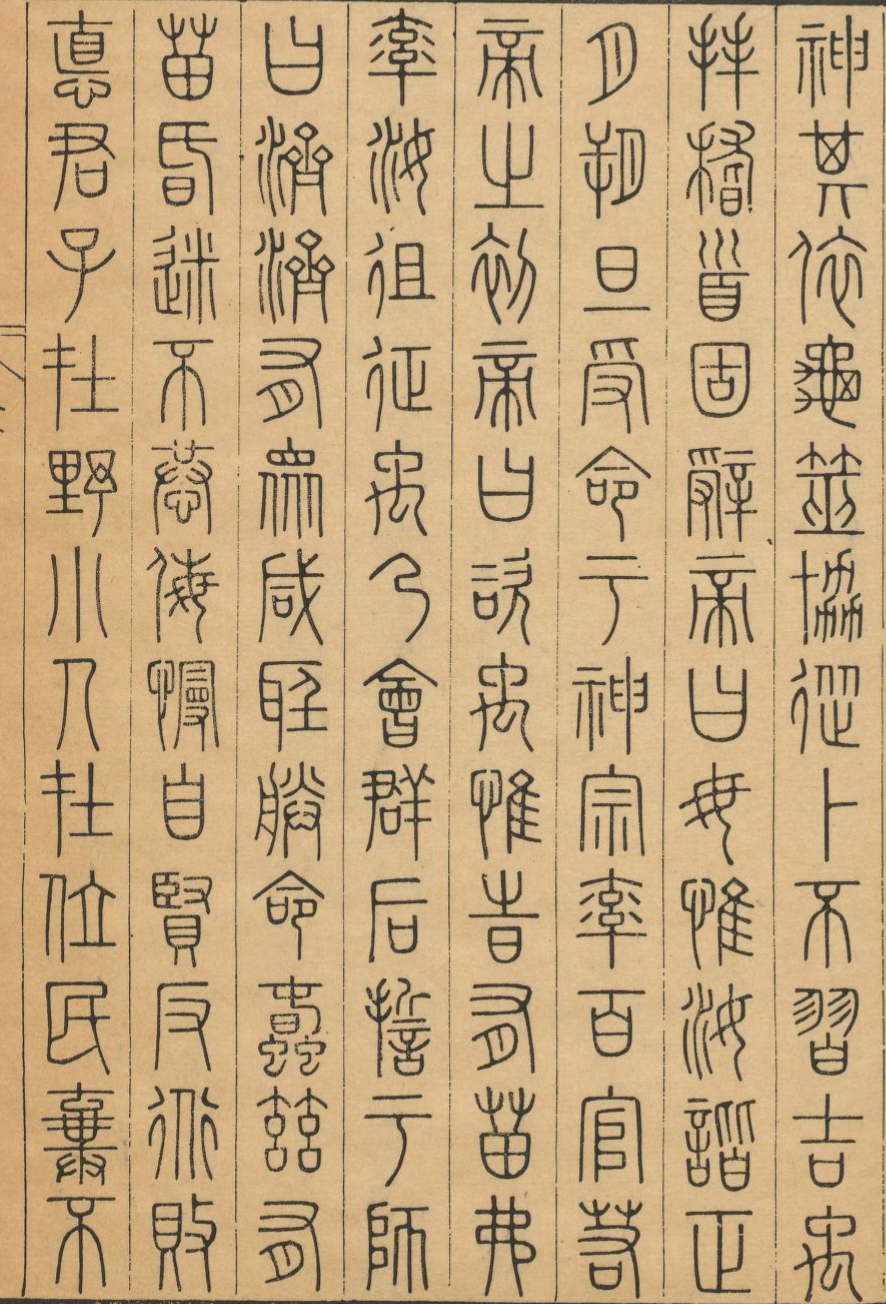 神其依龜筮協從卜不習吉禹
拜稽首固辭帝曰毋惟汝諧正
月朔旦受命于神宗率百官若
帝之初帝曰咨禹惟時有苗弗
率汝徂征禹乃會群后誓于師
曰濟濟有眾咸聽朕命蠢茲有
苗昏迷不恭侮慢自賢反道敗
德君子在野小人在位民棄不